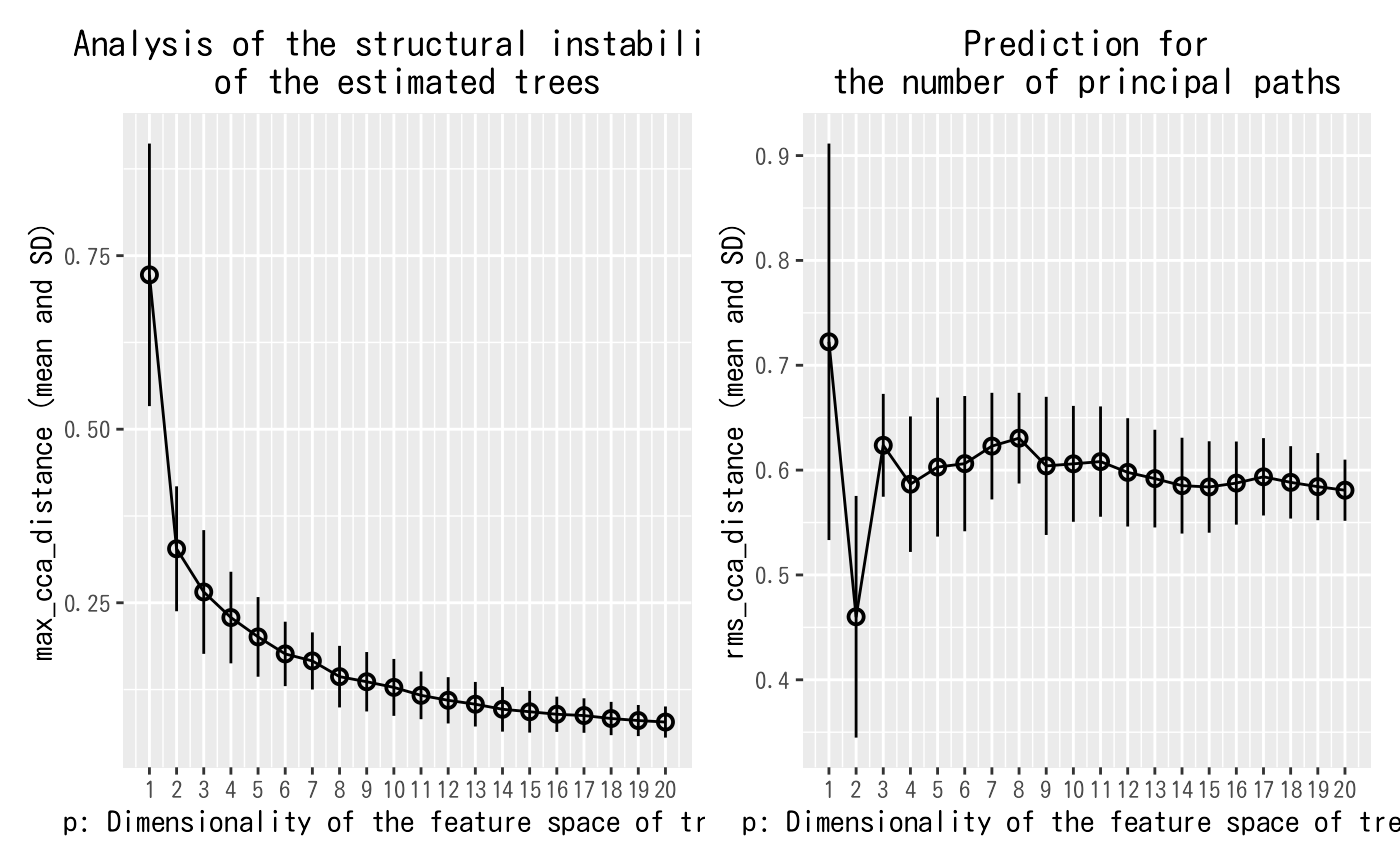 Analysis of the structural instabili
of the estimated trees
max_cca_distance (mean and SD)
0.75
0.50
0.25
1 2 3 4 5 6 7 8 9 10 11 12 13 14 15 16 17 18 19 20
p: Dimensionality of the feature space of tr
Prediction for
the number of principal paths
rms_cca_distance (mean and SD)
0.9
0.8
0.7
0.6
0.5
0.4
1 2 3 4 5 6 7 8 9 10 11 12 13 14 15 16 17 18 19 20
p: Dimensionality of the feature space of tre